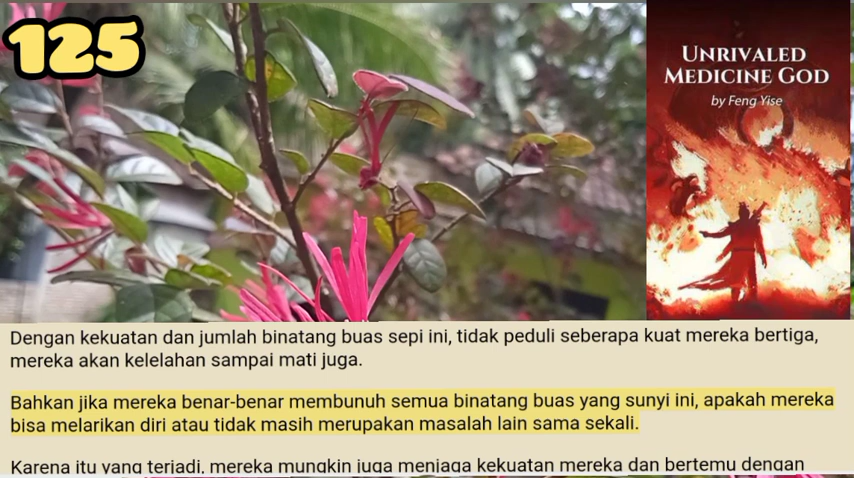 125
UNRIVALED
MEDICINE GOD
by Feng Yise
Dengan kekuatan dan jumlah binatang buas sepi ini, tidak peduli seberapa kuat mereka bertiga,
mereka akan kelelahan sampai mati juga.
Bahkan jika mereka benar-benar membunuh semua binatang buas yang sunyi ini, apakah mereka
bisa melarikan diri atau tidak masih merupakan masalah lain sama sekali.
Karena itu yang terjadi, mereka mungkin juga menjaga kekuatan mereka dan bertemu dengan